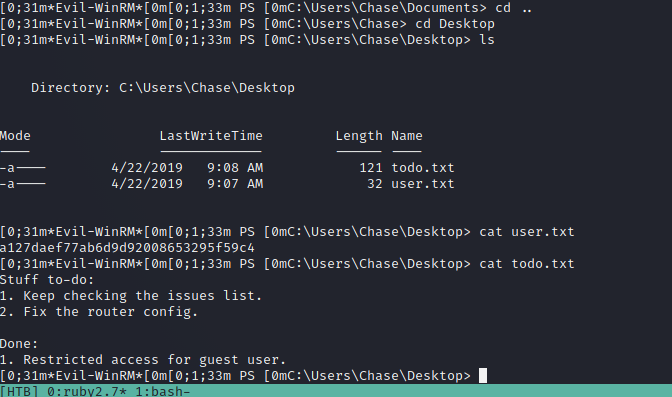 [0;31m*Evil-WinRM*[0m[0;1;33m PS [0mC:\Users\Chase\Documents> cd ..
[0;31m*Evil-WinRM*[0m[0;1;33m PS [0mC:\Users\Chase> cd Desktop
[0;31m*Evil-WinRM*[0m[0;1;33m PS [0mC:\Users\Chase\Desktop> ls
Directory: C:\Users\Chase\Desktop
Mode LastWriteTime Length Name
---- ------------- ------ ----
-a---- 4/22/2019 9:08 AM 121 todo.txt
-a---- 4/22/2019 9:07 AM 32 user.txt
[0;31m*Evil-WinRM*[0m[0;1;33m PS [0mC:\Users\Chase\Desktop> cat user.txt
a127daef77ab6d9d92008653295f59c4
[0;31m*Evil-WinRM*[0m[0;1;33m PS [0mC:\Users\Chase\Desktop> cat todo.txt
Stuff to-do:
1. Keep checking the issues list.
2. Fix the router config.
Done:
1. Restricted access for guest user.
[0;31m*Evil-WinRM*[0m[0;1;33m PS [0mC:\Users\Chase\Desktop>
[HTB] 0:ruby2.7* 1:bash-